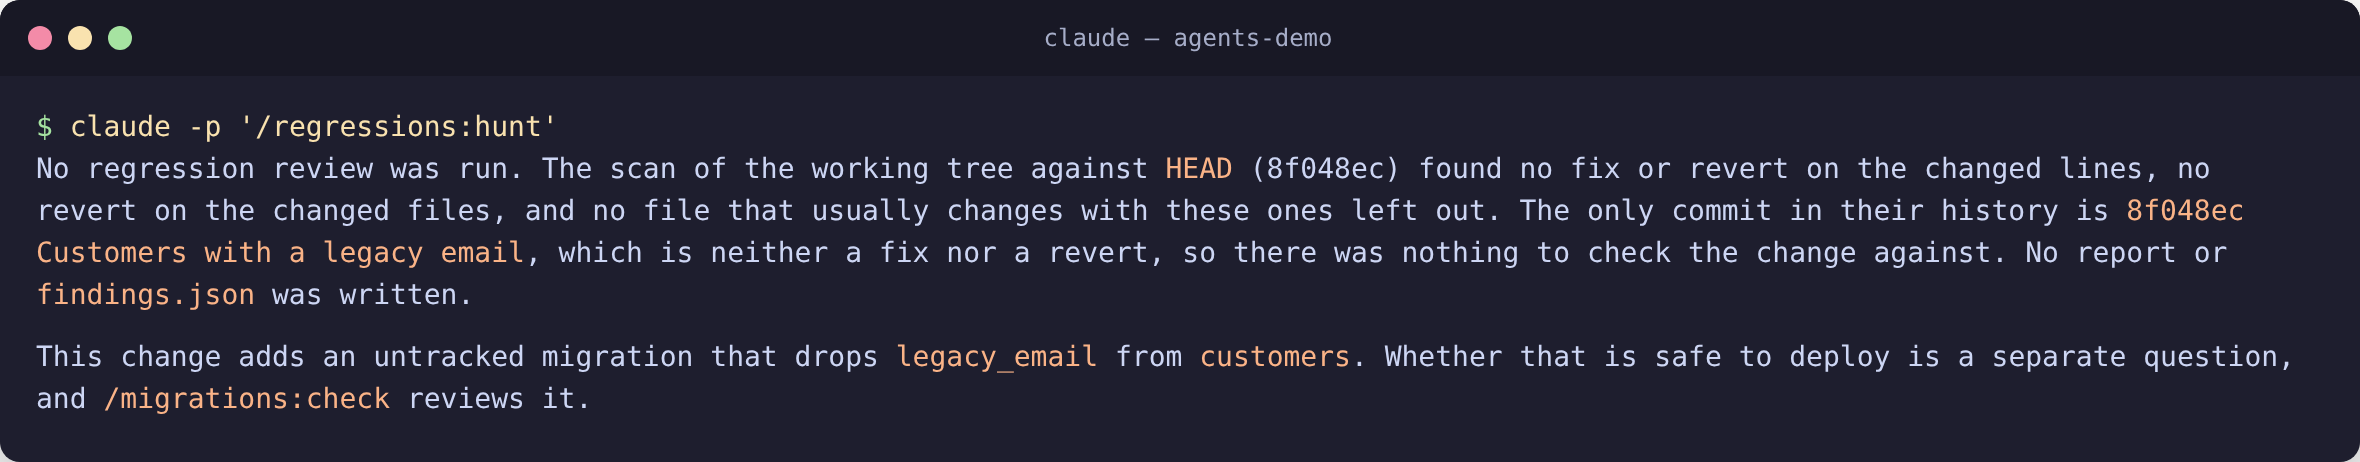 claude — agents-demo
$ claude -p '/regressions:hunt'
No regression review was run. The scan of the working tree against HEAD (8f048ec) found no fix or revert on the changed lines, no
revert on the changed files, and no file that usually changes with these ones left out. The only commit in their history is 8f048ec
Customers with a legacy email, which is neither a fix nor a revert, so there was nothing to check the change against. No report or
findings.json was written.
This change adds an untracked migration that drops legacy_email from customers. Whether that is safe to deploy is a separate question,
and /migrations:check reviews it.